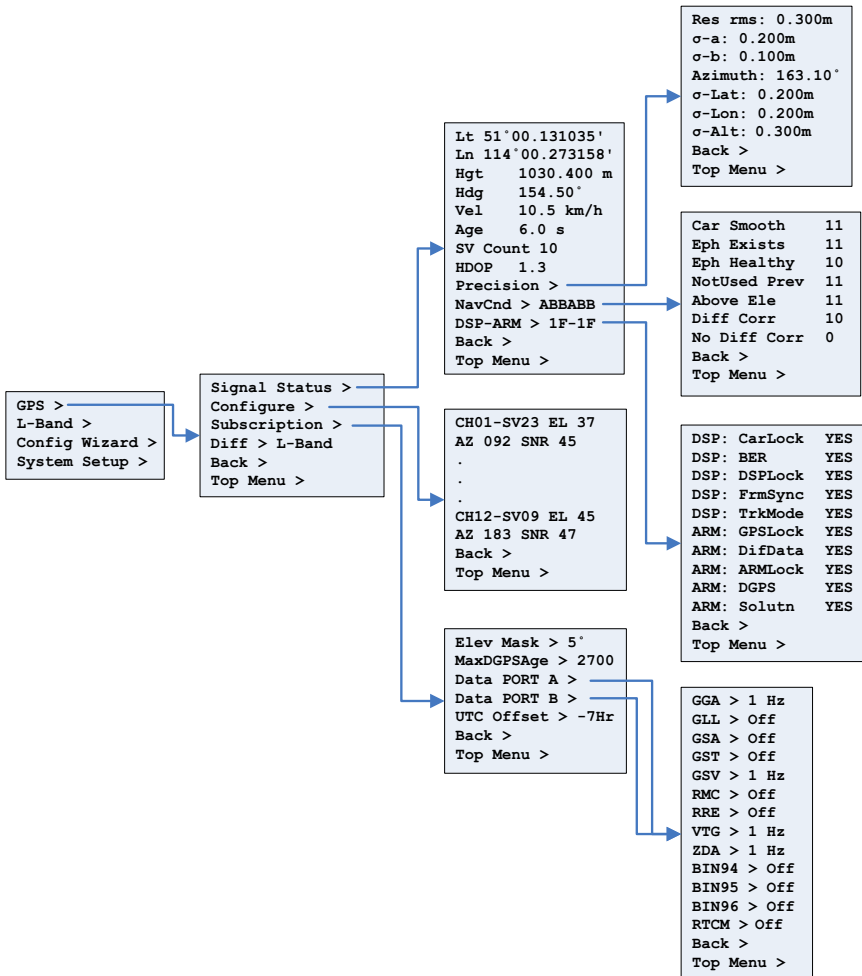 GPS >
L-Band >
Config Wizard >
System Setup >
Signal Status >
Configure >
Subscription >
Diff > L-Band
Back >
Top Menu >
Lt 51°00.131035'
Ln 114°00.273158'
Hgt 1030.400 m
Hdg 154.50°
Vel 10.5 km/h
Age 6.0 s
SV Count 10
HDOP 1.3
Precision >
NavCnd > ABBABB
DSP-ARM > 1F-1F
Back >
Top Menu >
CH01-SV23 EL 37
AZ 092 SNR 45
.
.
.
CH12-SV09 EL 45
AZ 183 SNR 47
Back >
Top Menu >
Elev Mask > 5°
MaxDGPSAge > 2700
Data PORT A >
Data PORT B >
UTC Offset > -7Hr
Back >
Top Menu >
Res rms: 0.300m
σ-a: 0.200m
σ-b: 0.100m
Azimuth: 163.10°
σ-Lat: 0.200m
σ-Lon: 0.200m
σ-Alt: 0.300m
Back >
Top Menu >
Car Smooth 11
Eph Exists 11
Eph Healthy 10
NotUsed Prev 11
Above Ele 11
Diff Corr 10
No Diff Corr 0
Back >
Top Menu >
DSP: CarLock YES
DSP: BER YES
DSP: DSPLock YES
DSP: FrmSync YES
DSP: TrkMode YES
ARM: GPSLock YES
ARM: DifData YES
ARM: ARMLock YES
ARM: DGPS YES
ARM: Solutn YES
Back >
Top Menu >
GGA > 1 Hz
GLL > Off
GSA > Off
GST > Off
GSV > 1 Hz
RMC > Off
RRE > Off
VTG > 1 Hz
ZDA > 1 Hz
BIN94 > Off
BIN95 > Off
BIN96 > Off
RTCM > Off
Back >
Top Menu >